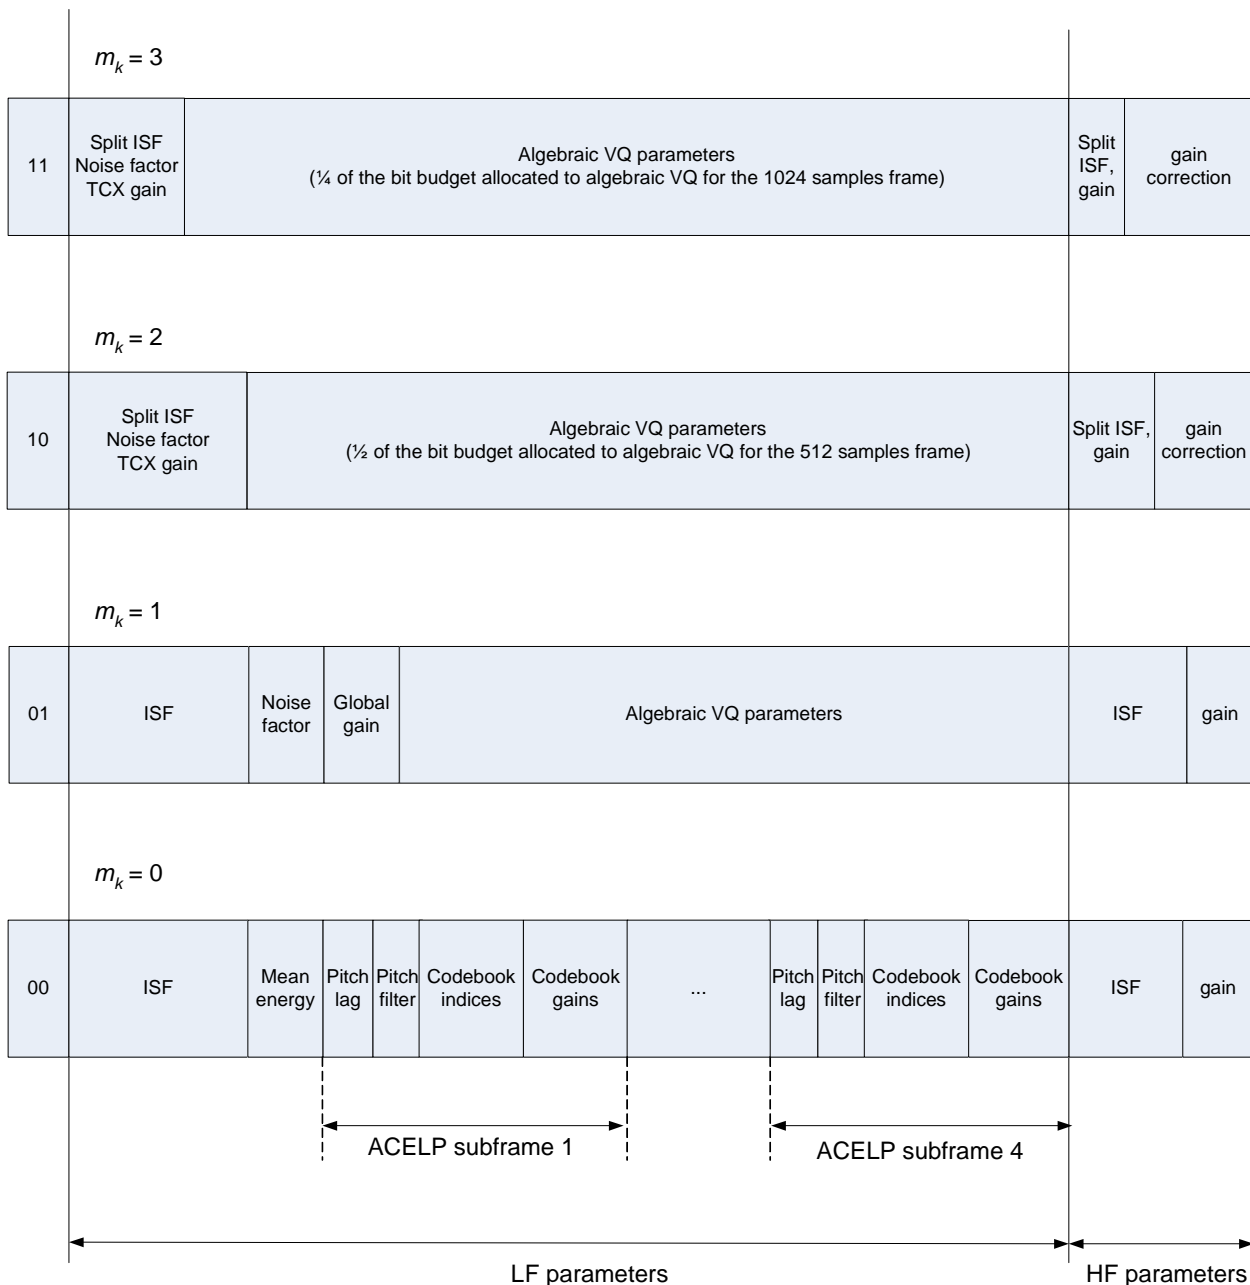 m_k = 3
11
Split ISF
Noise factor
TCX gain
Algebraic VQ parameters
(¼ of the bit budget allocated to algebraic VQ for the 1024 samples frame)
Split
ISF,
gain
gain
correction
m_k = 2
10
Split ISF
Noise factor
TCX gain
Algebraic VQ parameters
(½ of the bit budget allocated to algebraic VQ for the 512 samples frame)
Split ISF,
gain
gain
correction
m_k = 1
01
ISF
Noise
factor
Global
gain
Algebraic VQ parameters
ISF
gain
m_k = 0
00
ISF
Mean
energy
Pitch
lag
Pitch
filter
Codebook
indices
Codebook
gains
...
Pitch
lag
Pitch
filter
Codebook
indices
Codebook
gains
ISF
gain
ACELP subframe 1
ACELP subframe 4
LF parameters
HF parameters